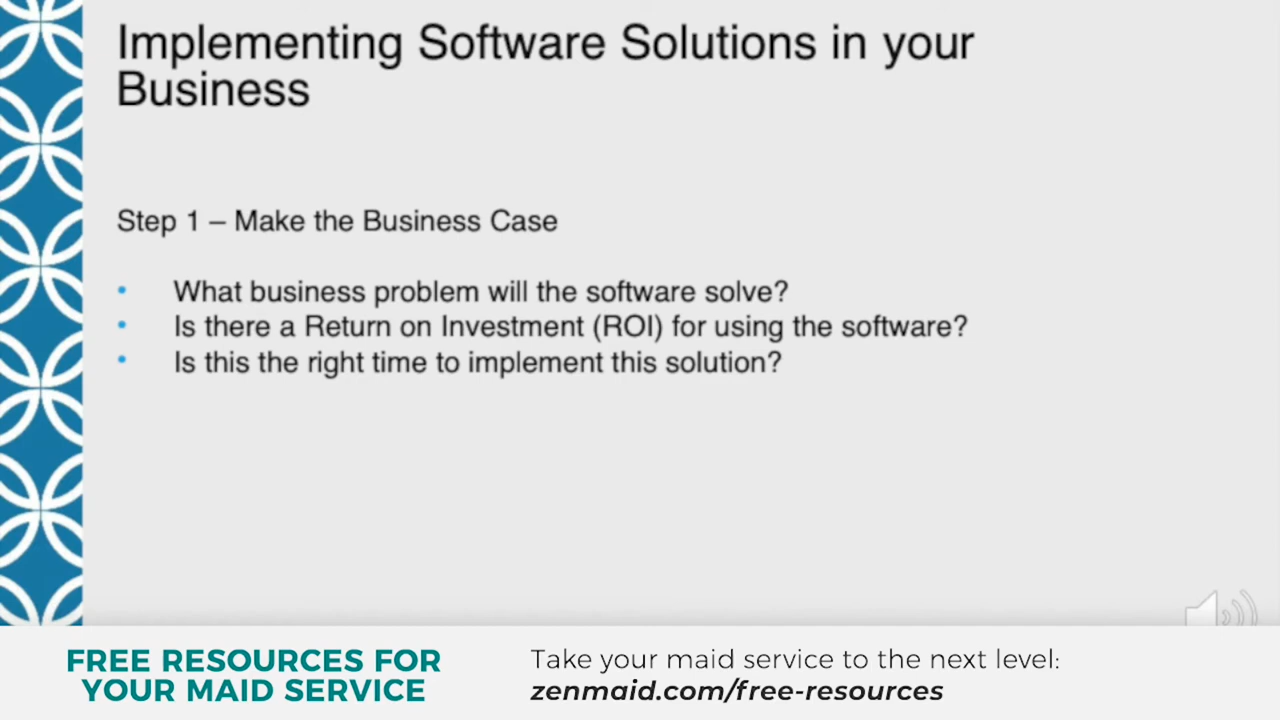 Implementing Software Solutions in your
Business
Step 1 – Make the Business Case
• What business problem will the software solve?
• Is there a Return on Investment (ROI) for using the software?
• Is this the right time to implement this solution?
FREE RESOURCES FOR
YOUR MAID SERVICE
Take your maid service to the next level:
zenmaid.com/free-resources